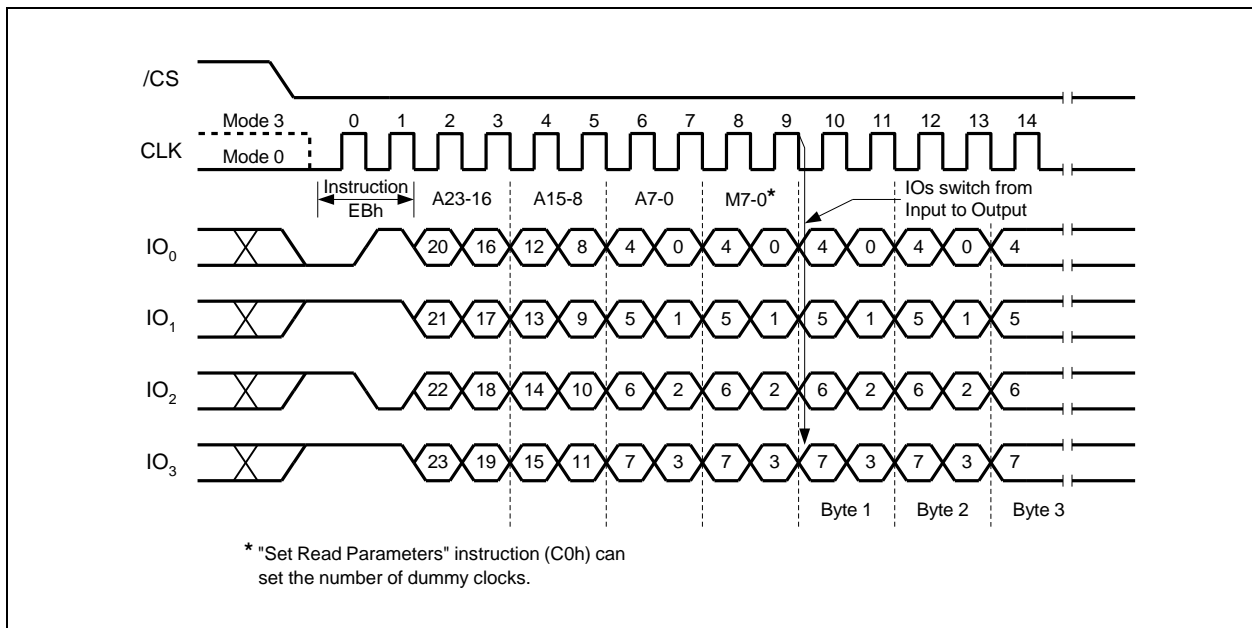 /CS
Mode 3 0 1 2 3 4 5 6 7 8 9 10 11 12 13 14
CLK Mode 0
Instruction A23-16 A15-8 A7-0 M7-0* IOs switch from
EBh Input to Output
IO0 20 16 12 8 4 0 4 0 4 0 4 0 4
IO1 21 17 13 9 5 1 5 1 5 1 5 1 5
IO2 22 18 14 10 6 2 6 2 6 2 6 2 6
IO3 23 19 15 11 7 3 7 3 7 3 7 3 7
Byte 1 Byte 2 Byte 3
* "Set Read Parameters" instruction (C0h) can
set the number of dummy clocks.